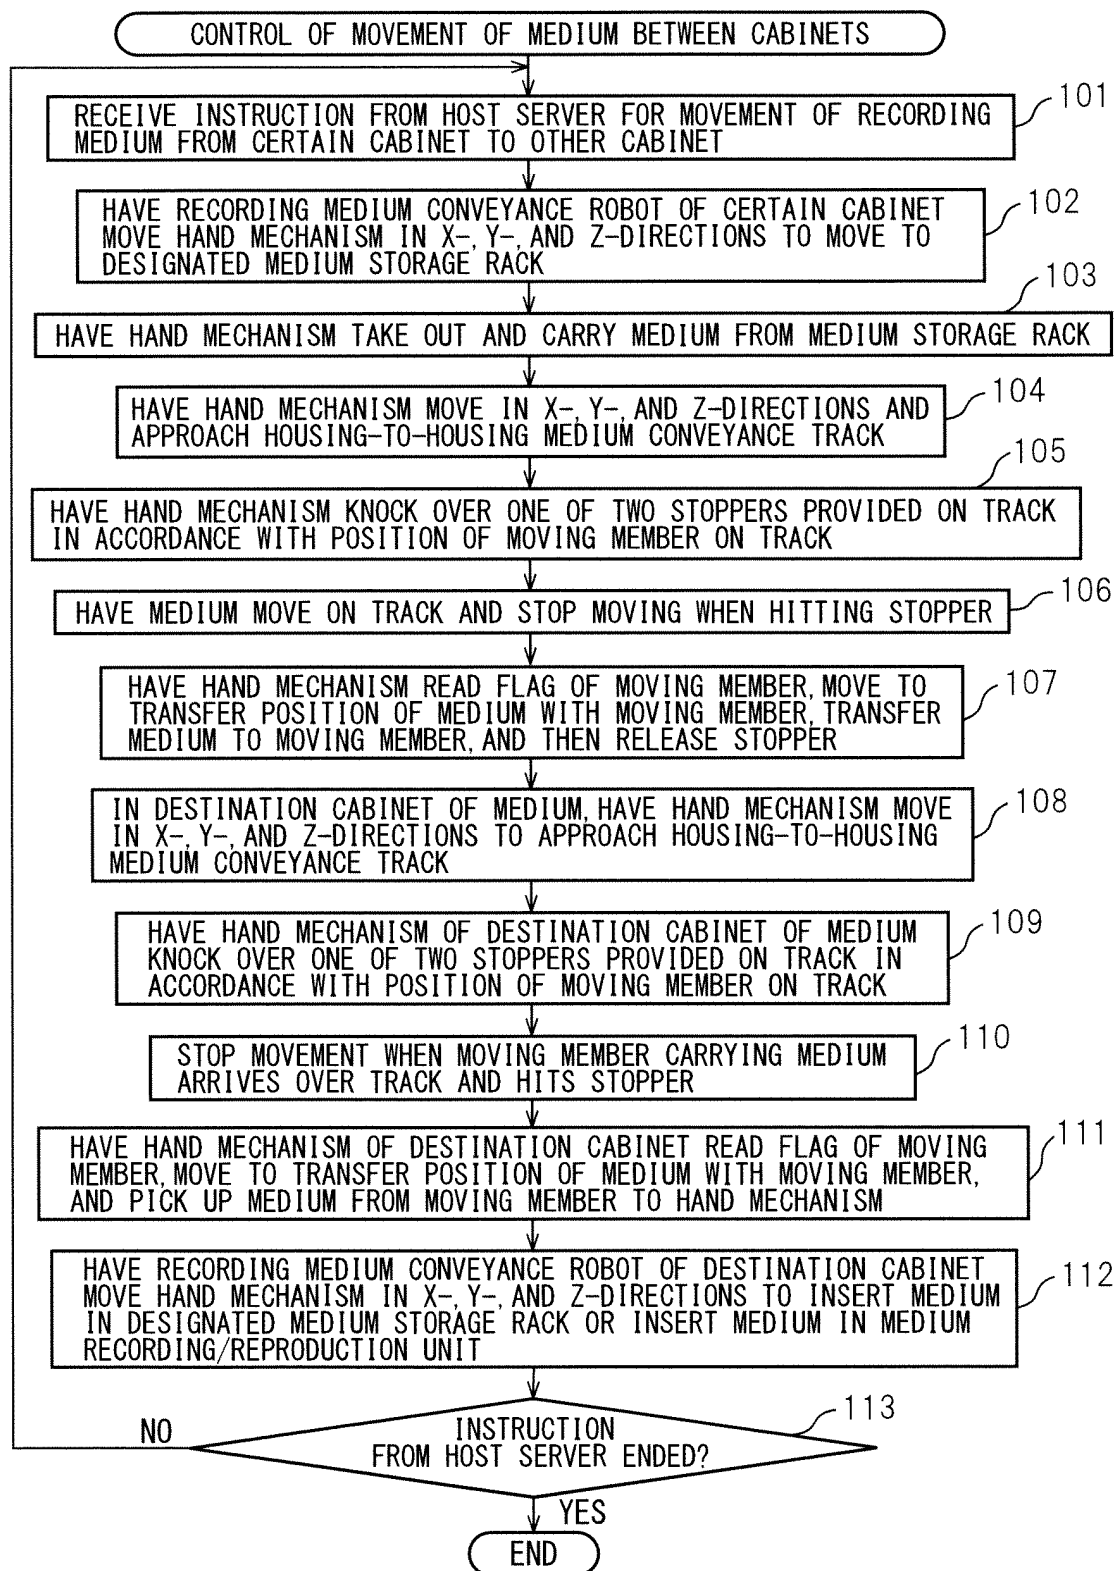 CONTROL OF MOVEMENT OF MEDIUM BETWEEN CABINETS
101
RECEIVE INSTRUCTION FROM HOST SERVER FOR MOVEMENT OF RECORDING
MEDIUM FROM CERTAIN CABINET TO OTHER CABINET
102
HAVE RECORDING MEDIUM CONVEYANCE ROBOT OF CERTAIN CABINET
MOVE HAND MECHANISM IN X-, Y-, AND Z-DIRECTIONS TO MOVE TO
DESIGNATED MEDIUM STORAGE RACK
103
HAVE HAND MECHANISM TAKE OUT AND CARRY MEDIUM FROM MEDIUM STORAGE RACK
104
HAVE HAND MECHANISM MOVE IN X-, Y-, AND Z-DIRECTIONS AND
APPROACH HOUSING-TO-HOUSING MEDIUM CONVEYANCE TRACK
105
HAVE HAND MECHANISM KNOCK OVER ONE OF TWO STOPPERS PROVIDED ON TRACK
IN ACCORDANCE WITH POSITION OF MOVING MEMBER ON TRACK
106
HAVE MEDIUM MOVE ON TRACK AND STOP MOVING WHEN HITTING STOPPER
107
HAVE HAND MECHANISM READ FLAG OF MOVING MEMBER, MOVE TO
TRANSFER POSITION OF MEDIUM WITH MOVING MEMBER, TRANSFER
MEDIUM TO MOVING MEMBER, AND THEN RELEASE STOPPER
108
IN DESTINATION CABINET OF MEDIUM, HAVE HAND MECHANISM MOVE
IN X-, Y-, AND Z-DIRECTIONS TO APPROACH HOUSING-TO-HOUSING
MEDIUM CONVEYANCE TRACK
109
HAVE HAND MECHANISM OF DESTINATION CABINET OF MEDIUM
KNOCK OVER ONE OF TWO STOPPERS PROVIDED ON TRACK IN
ACCORDANCE WITH POSITION OF MOVING MEMBER ON TRACK
110
STOP MOVEMENT WHEN MOVING MEMBER CARRYING MEDIUM
ARRIVES OVER TRACK AND HITS STOPPER
111
HAVE HAND MECHANISM OF DESTINATION CABINET READ FLAG OF MOVING
MEMBER, MOVE TO TRANSFER POSITION OF MEDIUM WITH MOVING MEMBER,
AND PICK UP MEDIUM FROM MOVING MEMBER TO HAND MECHANISM
112
HAVE RECORDING MEDIUM CONVEYANCE ROBOT OF DESTINATION CABINET
MOVE HAND MECHANISM IN X-, Y-, AND Z-DIRECTIONS TO INSERT MEDIUM
IN DESIGNATED MEDIUM STORAGE RACK OR INSERT MEDIUM IN MEDIUM
RECORDING/REPRODUCTION UNIT
113
NO
INSTRUCTION
FROM HOST SERVER ENDED?
YES
END